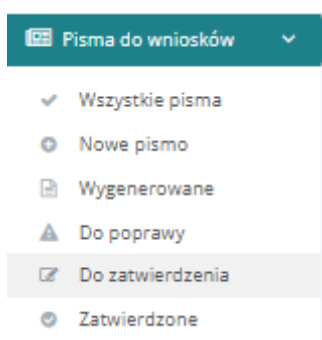 Pisma do wniosków
Wszystkie pisma
Nowe pismo
Wygenerowane
Do poprawy
Do zatwierdzenia
Zatwierdzone